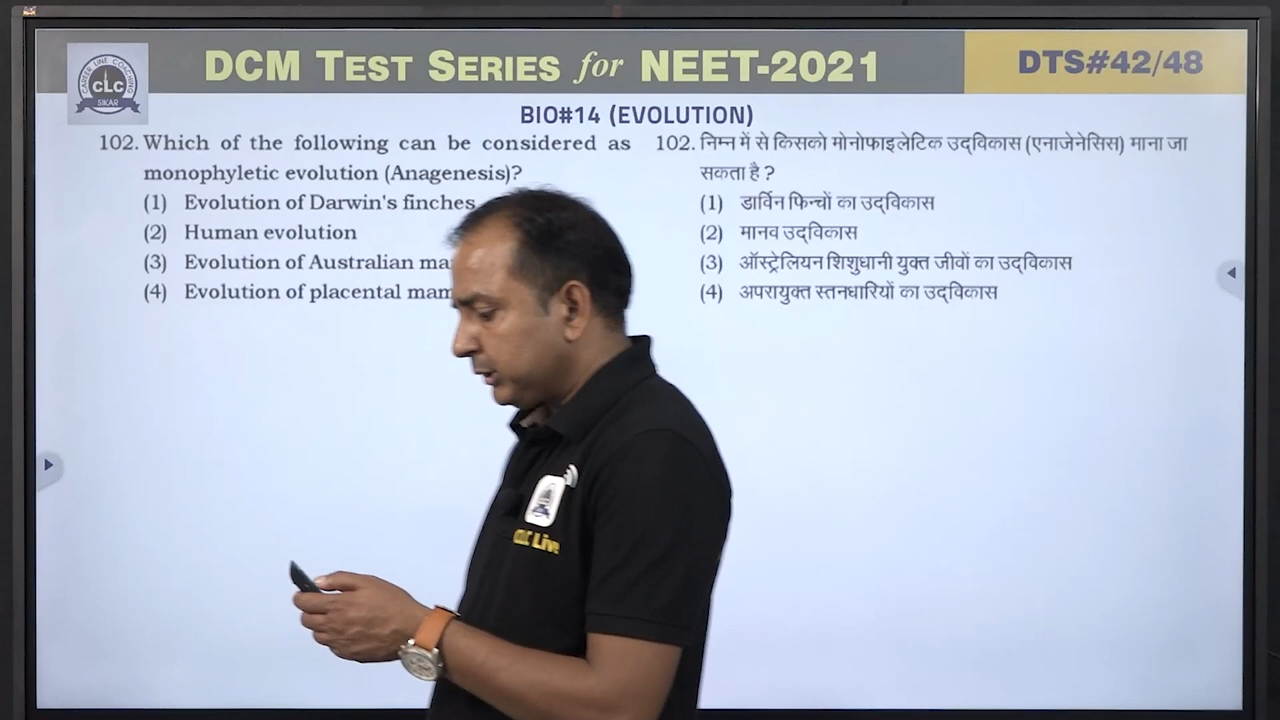 DCM TEST SERIES for NEET-2021
DTS#42/48
CAREER LINE COACHING
CLC
SIKAR
BIO#14 (EVOLUTION)
102. Which of the following can be considered as
monophyletic evolution (Anagenesis)?
(1) Evolution of Darwin's finches
(2) Human evolution
(3) Evolution of Australian
(4) Evolution of placental
102. निम्न में से किसको मोनोफाइलेटिक उद्‌विकास (एनाजेनेसिस) माना जा
सकता है ?
(1) डार्विन फिन्चों का उद्‌विकास
(2) मानव उद्‌विकास
(3) ऑस्ट्रेलियन शिशुधानी युक्त जीवों का उद्‌विकास
(4) अपरायुक्त स्तनधारियों का उद्‌विकास
CLC Live